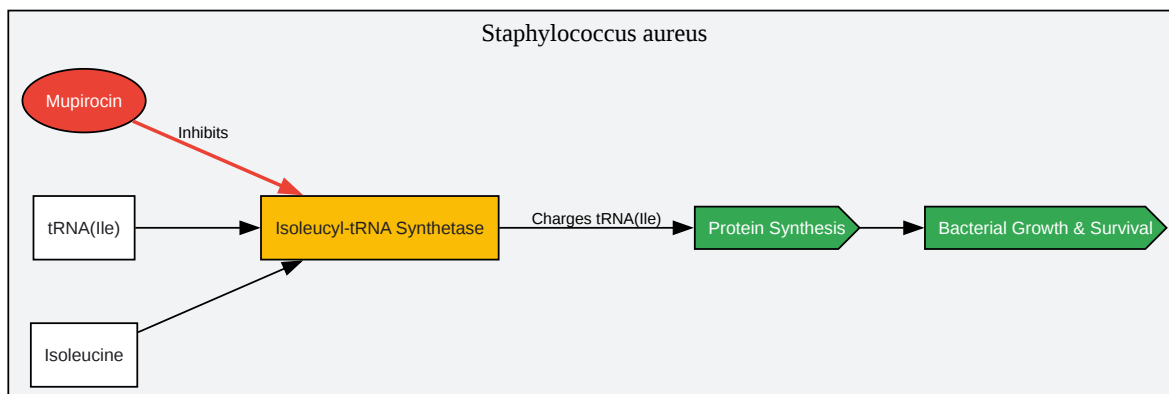 Staphylococcus aureus
Mupirocin
Inhibits
tRNA(Ile)
Isoleucyl-tRNA Synthetase
Charges tRNA(Ile)
Protein Synthesis
Bacterial Growth & Survival
Isoleucine